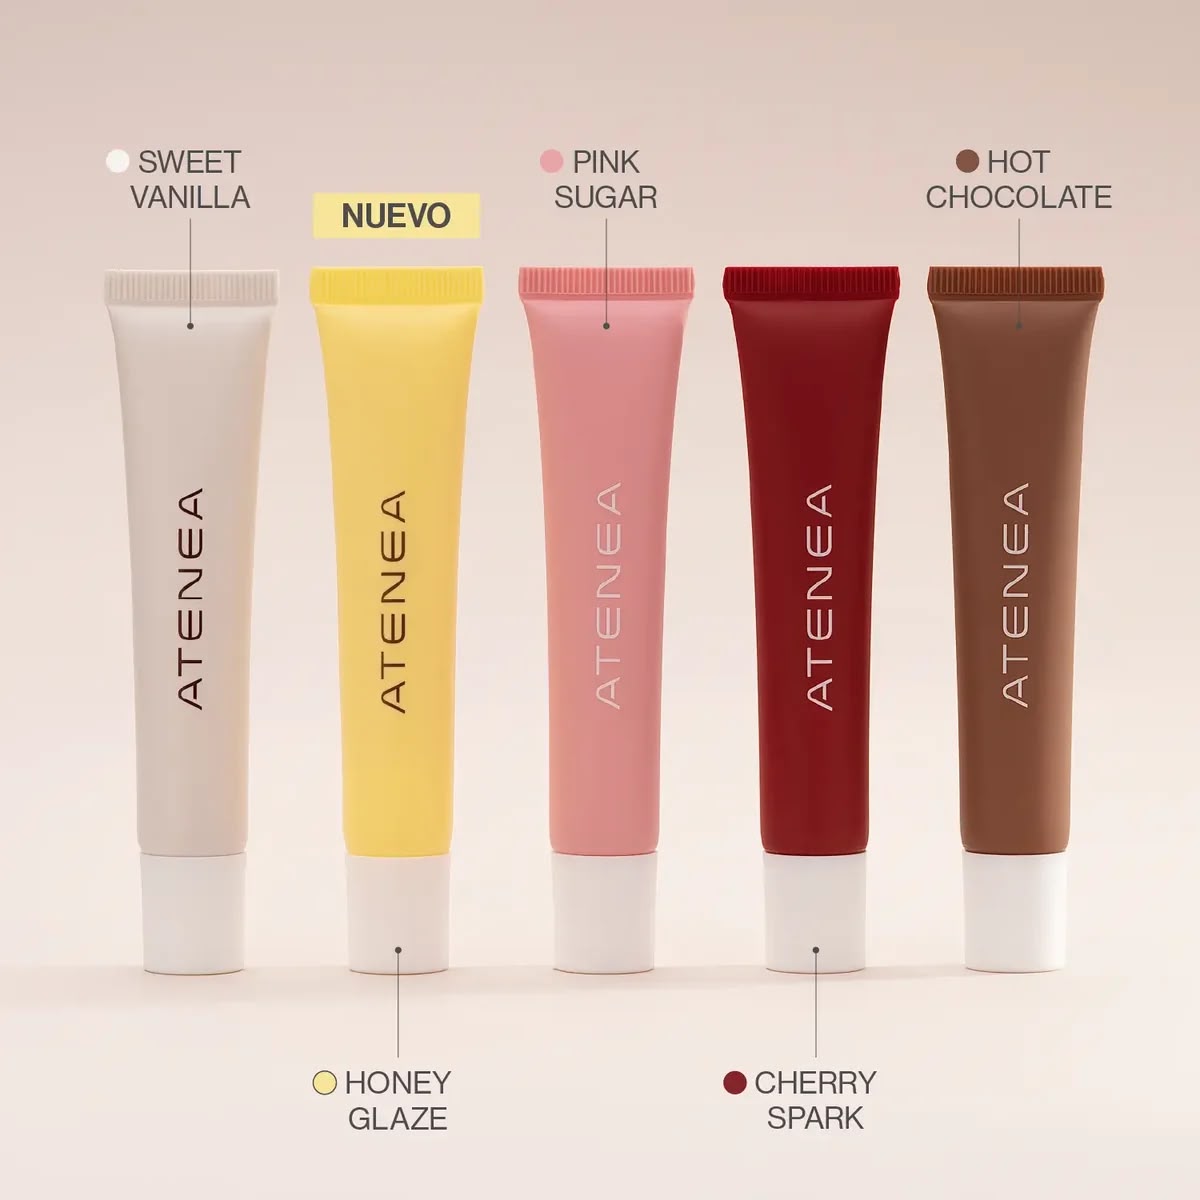 SWEET
VANILLA
NUEVO
PINK
SUGAR
HOT
CHOCOLATE
ATENEA
ATENEA
ATENEA
ATENEA
ATENEA
HONEY
GLAZE
CHERRY
SPARK